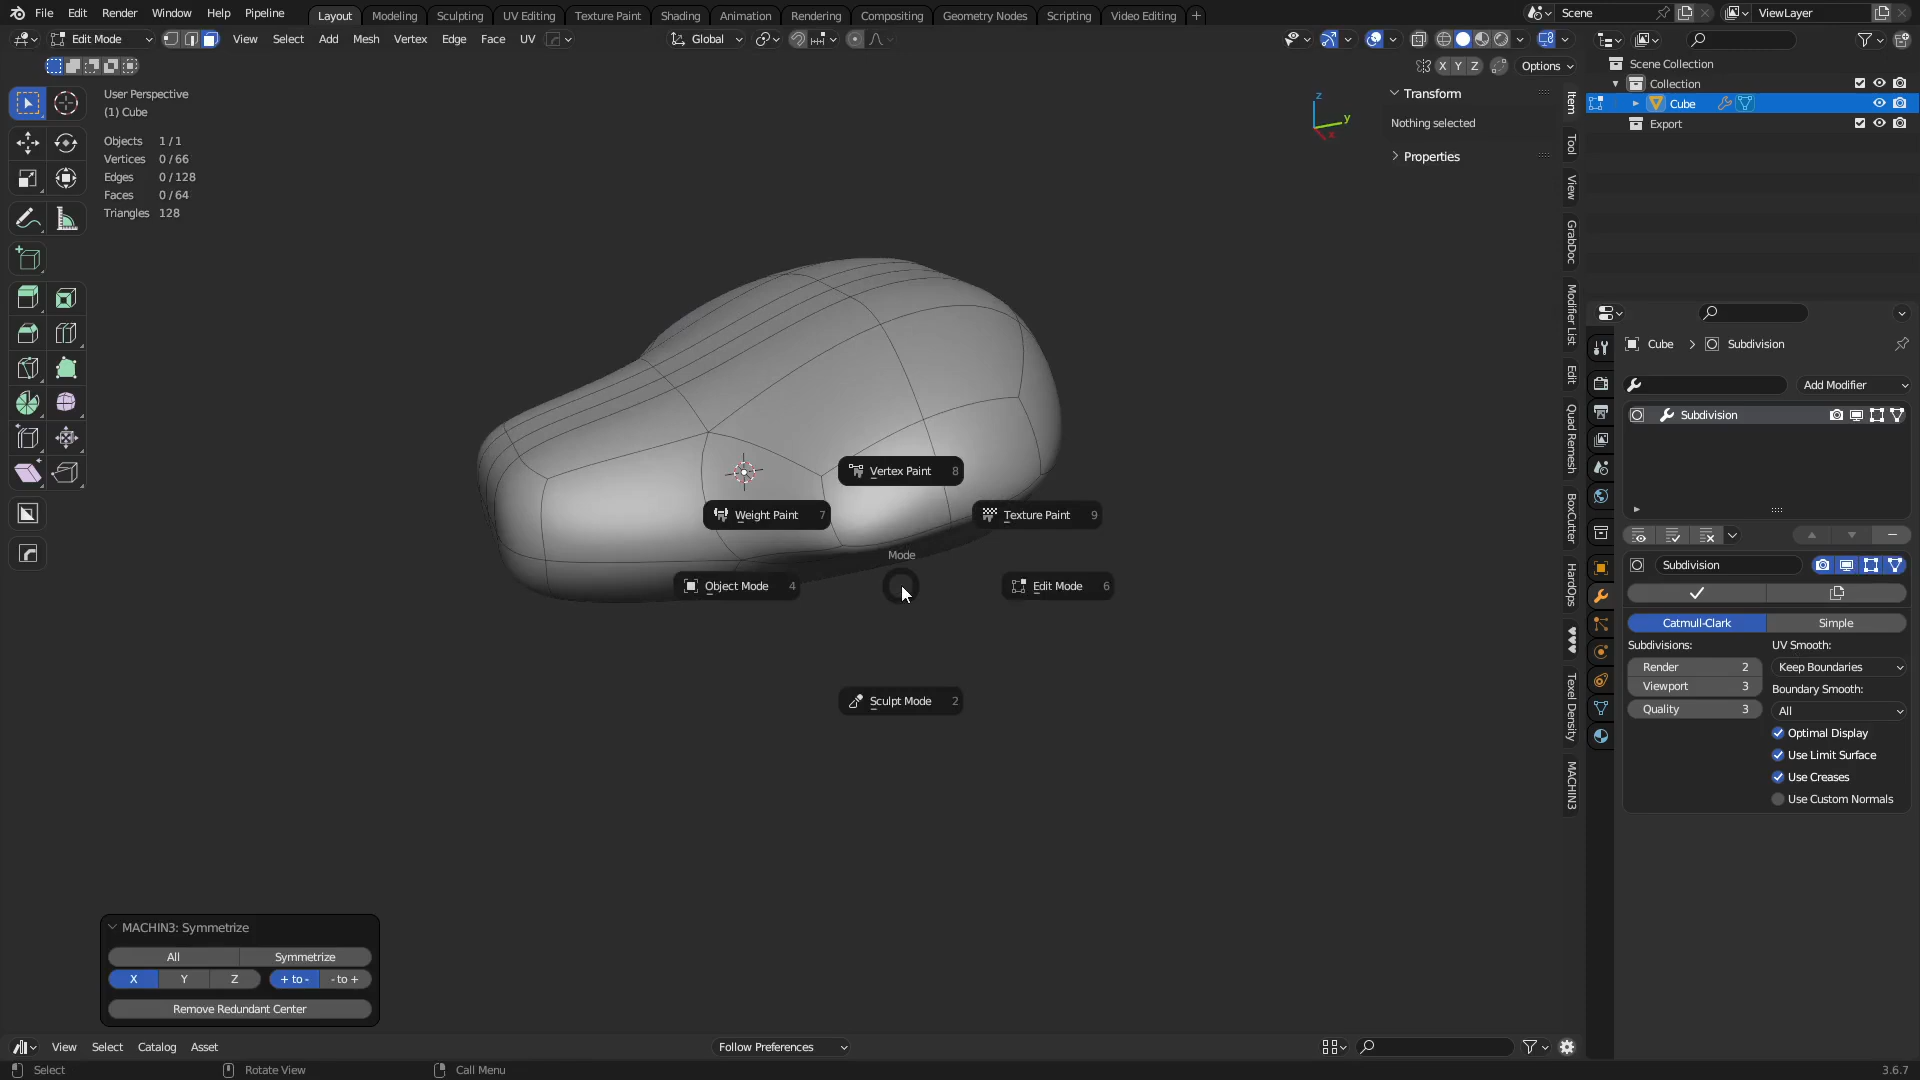 File Edit Render Window Help Pipeline Layout Modeling Sculpting UV Editing Texture Paint Shading Animation Rendering Compositing Geometry Nodes Scripting Video Editing + Scene ViewLayer
Edit Mode View Select Add Mesh Vertex Edge Face UV Global
X Y Z Options
User Perspective
(1) Cube
Objects 1/1
Vertices 0/66
Edges 0/128
Faces 0/64
Triangles 128
z
y
x
Transform
Nothing selected
Properties
Item
Tool
View
GrabDoc
Modifier List
Edit
Quad Remesh
BoxCutter
HardOps
Texel Density
MACHIN3
Vertex Paint 8
Weight Paint 7
Texture Paint 9
Mode
Object Mode 4
Edit Mode 6
Sculpt Mode 2
Scene Collection
Collection
Cube
Export
Cube > Subdivision
Add Modifier
Subdivision
Subdivision
Catmull-Clark Simple
Subdivisions: UV Smooth:
Render 2 Keep Boundaries
Viewport 3 Boundary Smooth:
Quality 3 All
Optimal Display
Use Limit Surface
Use Creases
Use Custom Normals
MACHIN3: Symmetrize
All Symmetrize
X Y Z + to - - to +
Remove Redundant Center
View Select Catalog Asset Follow Preferences
Select Rotate View Call Menu 3.6.7